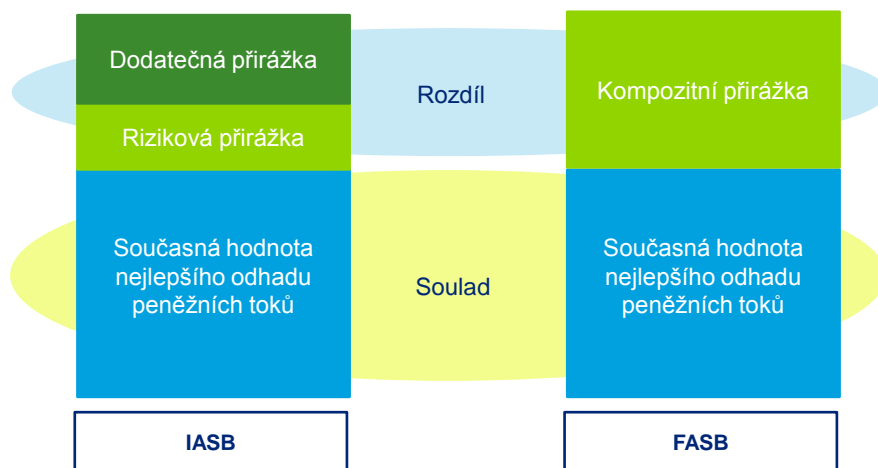 Dodatečná přirážka
Riziková přirážka
Rozdíl
Kompozitní přirážka
Současná hodnota
nejlepšího odhadu
peněžních toků
Soulad
Současná hodnota
nejlepšího odhadu
peněžních toků
IASB
FASB